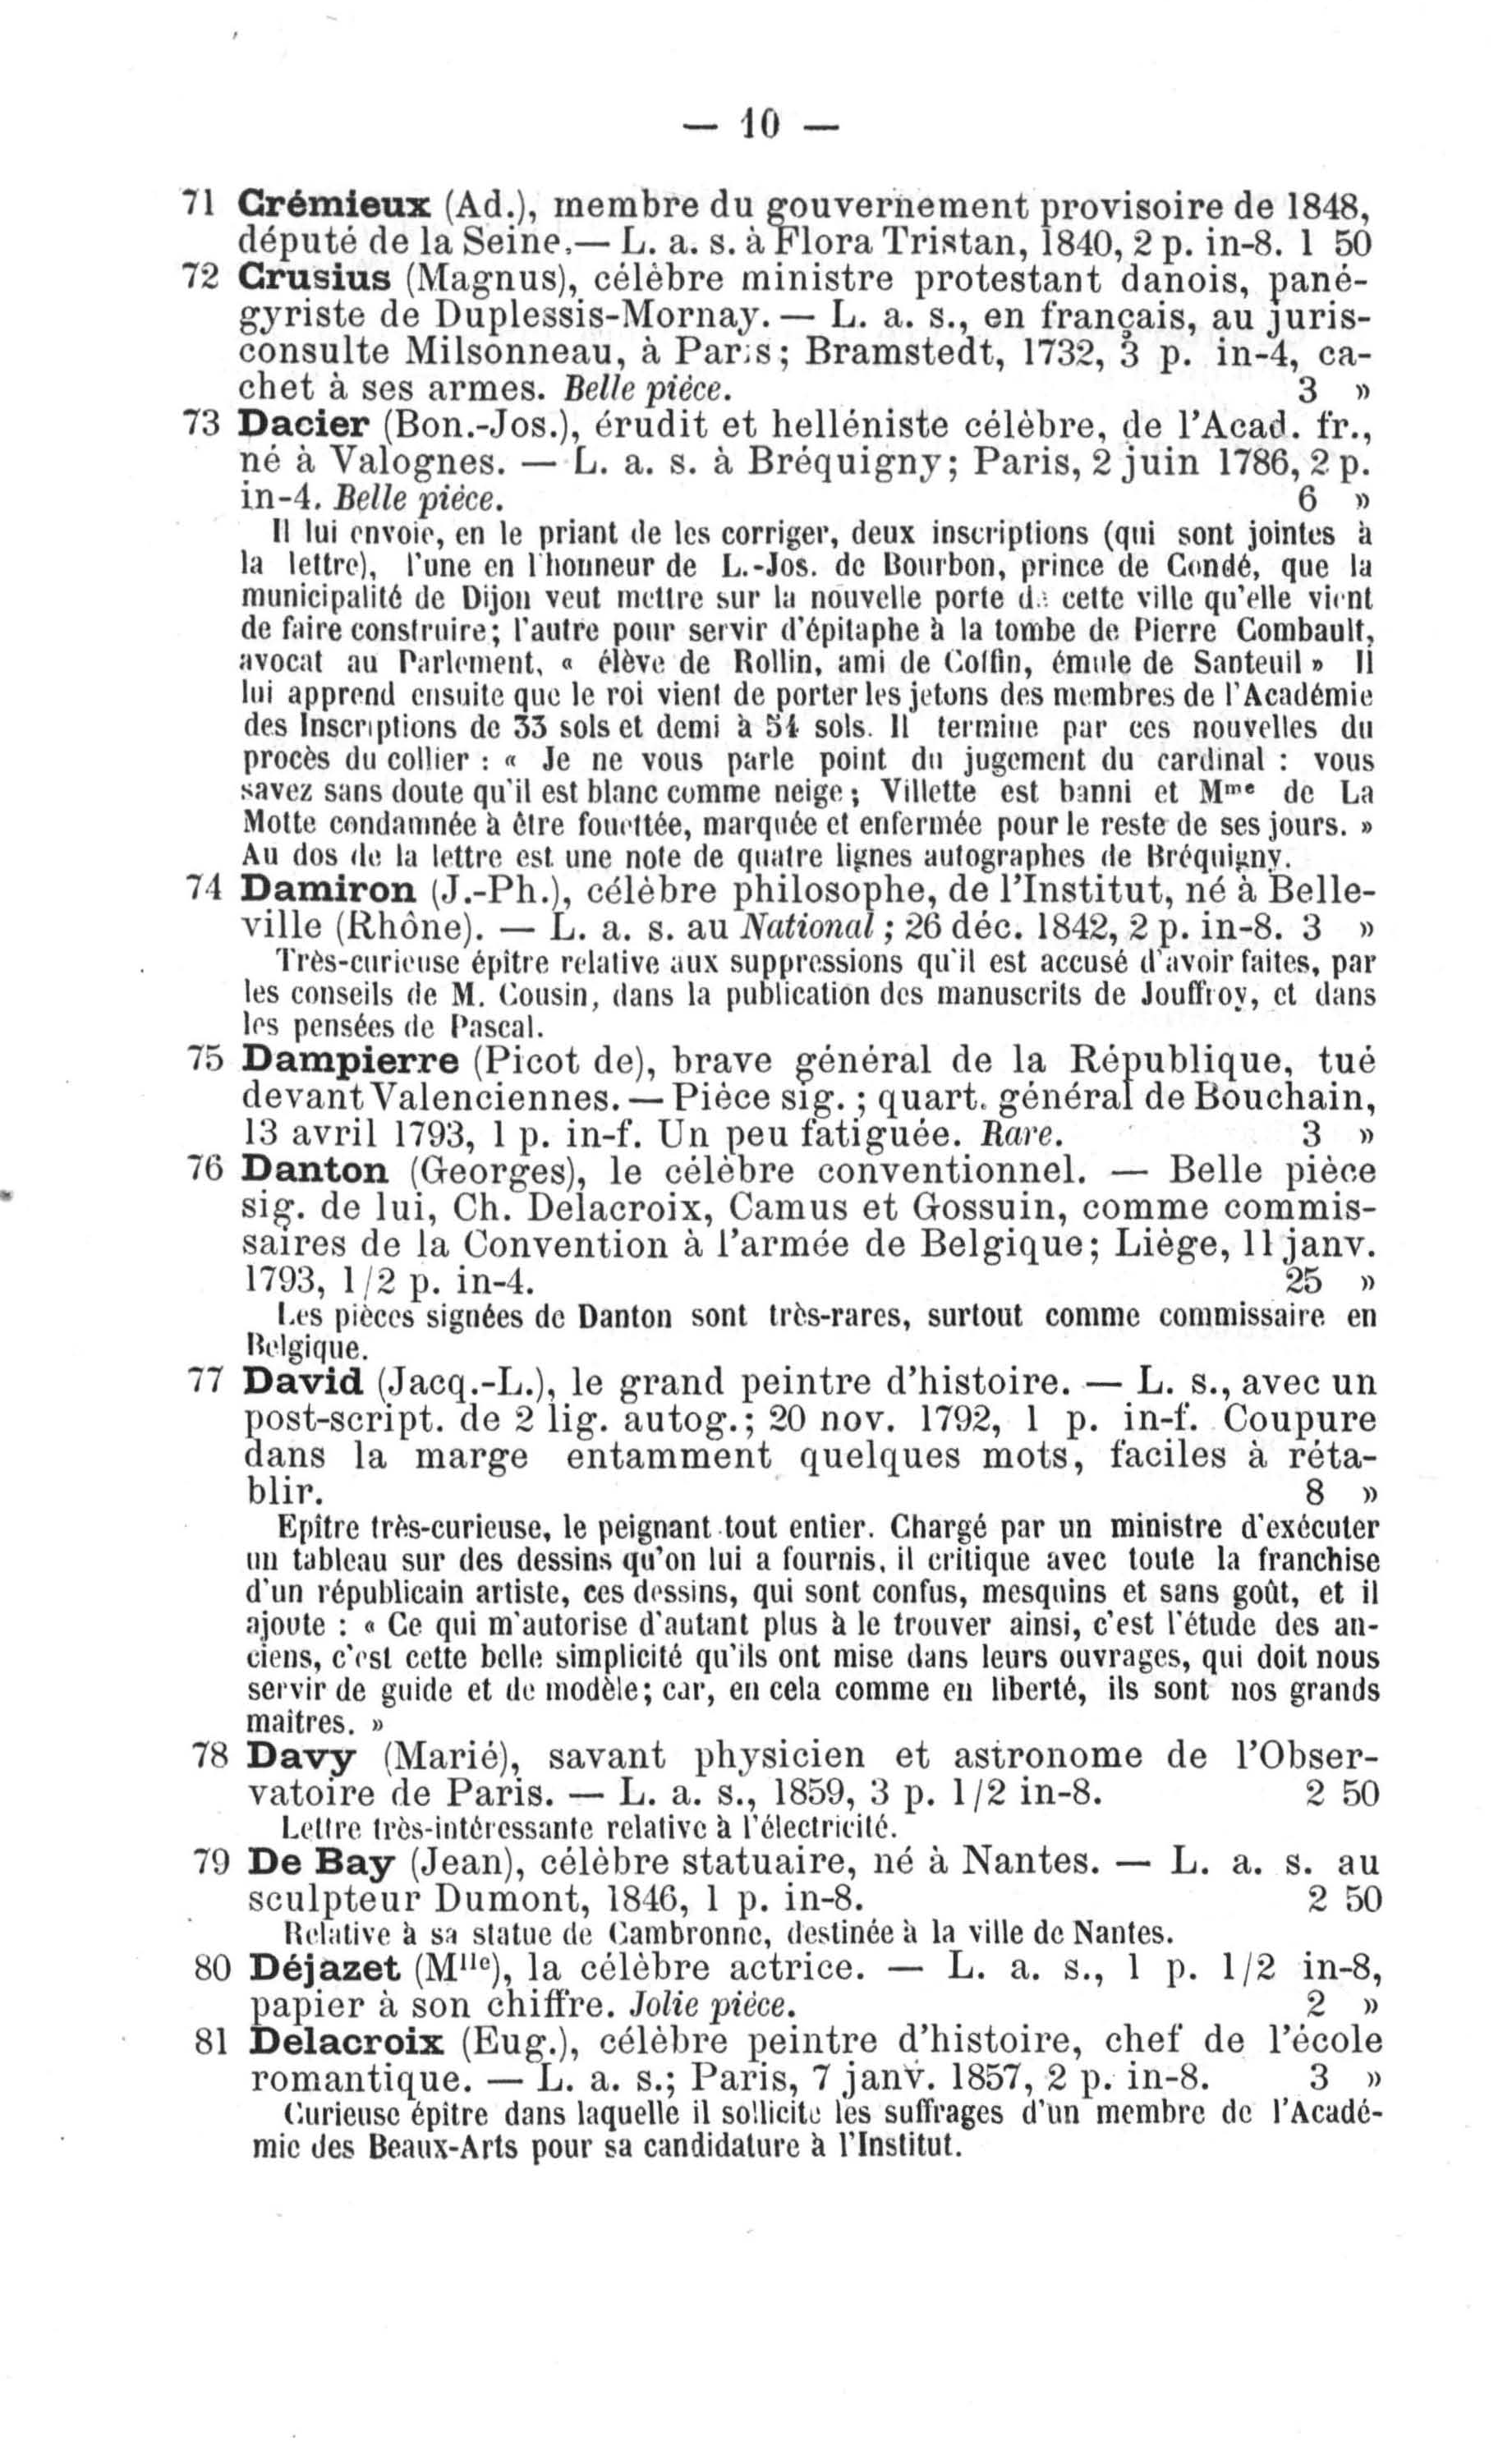 — 10 —
71 Crémieux (Ad.), membre du gouvernement provisoire de 1848,
député de la Seine.— L. a. s. à Flora Tristan, 1840, 2 p. in-8. 1 50
72 Crusius (Magnus), célèbre ministre protestant danois, pané-
gyriste de Duplessis-Mornay. — L. a. s., en français, au juris-
consulte Milsonneau, à Paris; Bramstedt, 1732, 3 p. in-4, ca-
chet à ses armes. Belle pièce. 3 »
73 Dacier (Bon.-Jos.), érudit et helléniste célèbre, de l'Acad. fr.,
né à Valognes. — L. a. s. à Bréquigny; Paris, 2 juin 1786, 2 p.
in-4. Belle pièce. 6 »
Il lui envoie, en le priant de les corriger, deux inscriptions (qui sont jointes à
la lettre), l'une en l'honneur de L.-Jos. de Bourbon, prince de Condé, que la
municipalité de Dijon veut mettre sur la nouvelle porte de cette ville qu'elle vient
de faire construire; l'autre pour servir d'épitaphe à la tombe de Pierre Combault,
avocat au Parlement, « élève de Rollin, ami de Coffin, émule de Santeuil » Il
lui apprend ensuite que le roi vient de porter les jetons des membres de l'Académie
des Inscriptions de 33 sols et demi à 54 sols. Il termine par ces nouvelles du
procès du collier : « Je ne vous parle point du jugement du cardinal : vous
savez sans doute qu'il est blanc comme neige; Villette est banni et Mme de La
Motte condamnée à être fouettée, marquée et enfermée pour le reste de ses jours. »
Au dos de la lettre est une note de quatre lignes autographes de Bréquigny.
74 Damiron (J.-Ph.), célèbre philosophe, de l'Institut, né à Belle-
ville (Rhône). — L. a. s. au National ; 26 déc. 1842, 2 p. in-8. 3 »
Très-curieuse épitre relative aux suppressions qu'il est accusé d'avoir faites, par
les conseils de M. Cousin, dans la publication des manuscrits de Jouffroy, et dans
les pensées de Pascal.
75 Dampierre (Picot de), brave général de la République, tué
devant Valenciennes. — Pièce sig. ; quart. général de Bouchain,
13 avril 1793, 1 p. in-f. Un peu fatiguée. Rare. 3 »
76 Danton (Georges), le célèbre conventionnel. — Belle pièce
sig. de lui, Ch. Delacroix, Camus et Gossuin, comme commis-
saires de la Convention à l'armée de Belgique; Liège, 11 janv.
1793, 1/2 p. in-4. 25 »
Les pièces signées de Danton sont très-rares, surtout comme commissaire en
Belgique.
77 David (Jacq.-L.), le grand peintre d'histoire. — L. s., avec un
post-script. de 2 lig. autog.; 20 nov. 1792, 1 p. in-f. Coupure
dans la marge entamment quelques mots, faciles à réta-
blir. 8 »
Epître très-curieuse, le peignant tout entier. Chargé par un ministre d'exécuter
un tableau sur des dessins qu'on lui a fournis, il critique avec toute la franchise
d'un républicain artiste, ces dessins, qui sont confus, mesquins et sans goût, et il
ajoute : « Ce qui m'autorise d'autant plus à le trouver ainsi, c'est l'étude des an-
ciens, c'est cette belle simplicité qu'ils ont mise dans leurs ouvrages, qui doit nous
servir de guide et de modèle; car, en cela comme en liberté, ils sont nos grands
maitres. »
78 Davy (Marié), savant physicien et astronome de l'Obser-
vatoire de Paris. — L. a. s., 1859, 3 p. 1/2 in-8. 2 50
Lettre très-intéressante relative à l'électricité.
79 De Bay (Jean), célèbre statuaire, né à Nantes. — L. a. s. au
sculpteur Dumont, 1846, 1 p. in-8. 2 50
Relative à sa statue de Cambronne, destinée à la ville de Nantes.
80 Déjazet (Mlle), la célèbre actrice. — L. a. s., 1 p. 1/2 in-8,
papier à son chiffre. Jolie pièce. 2 »
81 Delacroix (Eug.), célèbre peintre d'histoire, chef de l'école
romantique. — L. a. s.; Paris, 7 janv. 1857, 2 p. in-8. 3 »
Curieuse épitre dans laquelle il sollicite les suffrages d'un membre de l'Acadé-
mie des Beaux-Arts pour sa candidature à l'Institut.